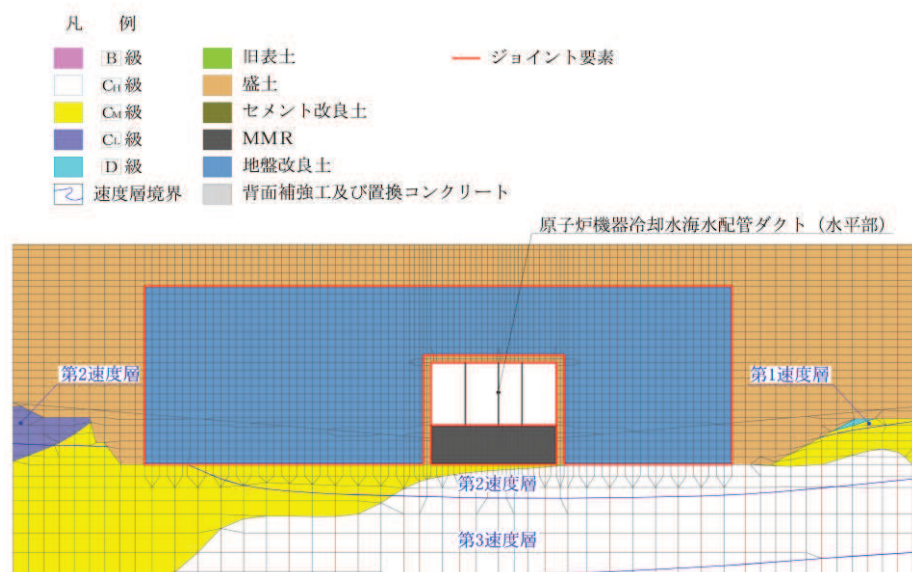 凡 例
B 級
CH級
CM級
CL級
D 級
速度層境界
旧表土
盛土
セメント改良土
MMR
地盤改良土
背面補強工及び置換コンクリート
ジョイント要素
原子炉機器冷却水海水配管ダクト（水平部）
第2速度層
第1速度層
第2速度層
第3速度層